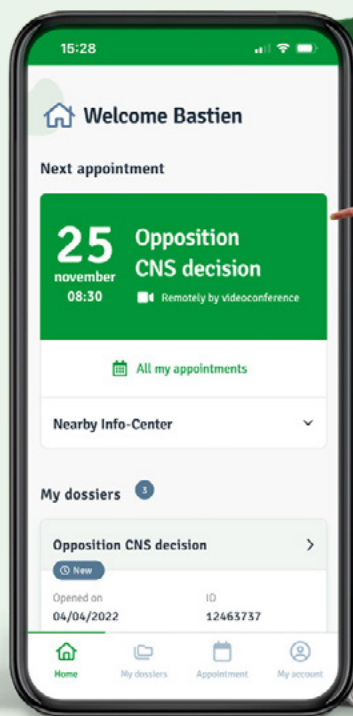 15:28
Welcome Bastien
Next appointment
25
november
08:30
Opposition
CNS decision
Remotely by videoconference
All my appointments
Nearby Info-Center
My dossiers 3
Opposition CNS decision
New
Opened on ID
04/04/2022 12463737
Home My dossiers Appointment My account